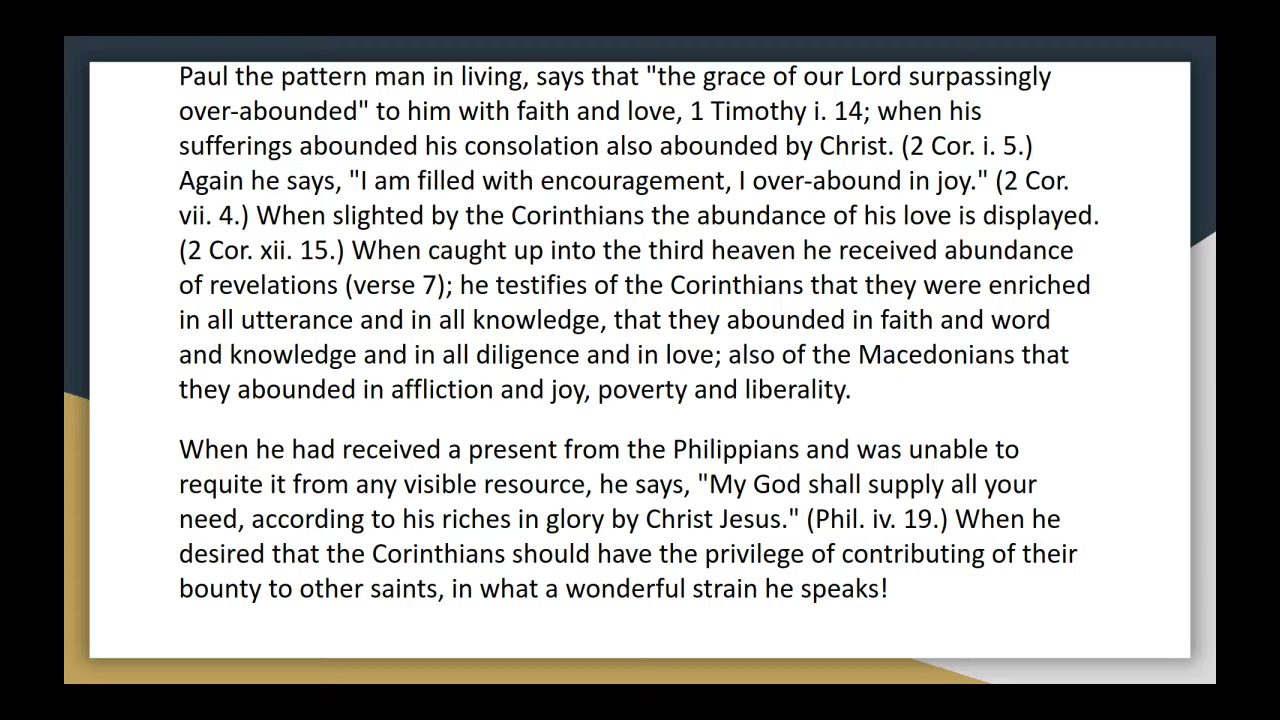 Paul the pattern man in living, says that "the grace of our Lord surpassingly
over-abounded" to him with faith and love, 1 Timothy i. 14; when his
sufferings abounded his consolation also abounded by Christ. (2 Cor. i. 5.)
Again he says, "I am filled with encouragement, I over-abound in joy." (2 Cor.
vii. 4.) When slighted by the Corinthians the abundance of his love is displayed.
(2 Cor. xii. 15.) When caught up into the third heaven he received abundance
of revelations (verse 7); he testifies of the Corinthians that they were enriched
in all utterance and in all knowledge, that they abounded in faith and word
and knowledge and in all diligence and in love; also of the Macedonians that
they abounded in affliction and joy, poverty and liberality.
When he had received a present from the Philippians and was unable to
requite it from any visible resource, he says, "My God shall supply all your
need, according to his riches in glory by Christ Jesus." (Phil. iv. 19.) When he
desired that the Corinthians should have the privilege of contributing of their
bounty to other saints, in what a wonderful strain he speaks!